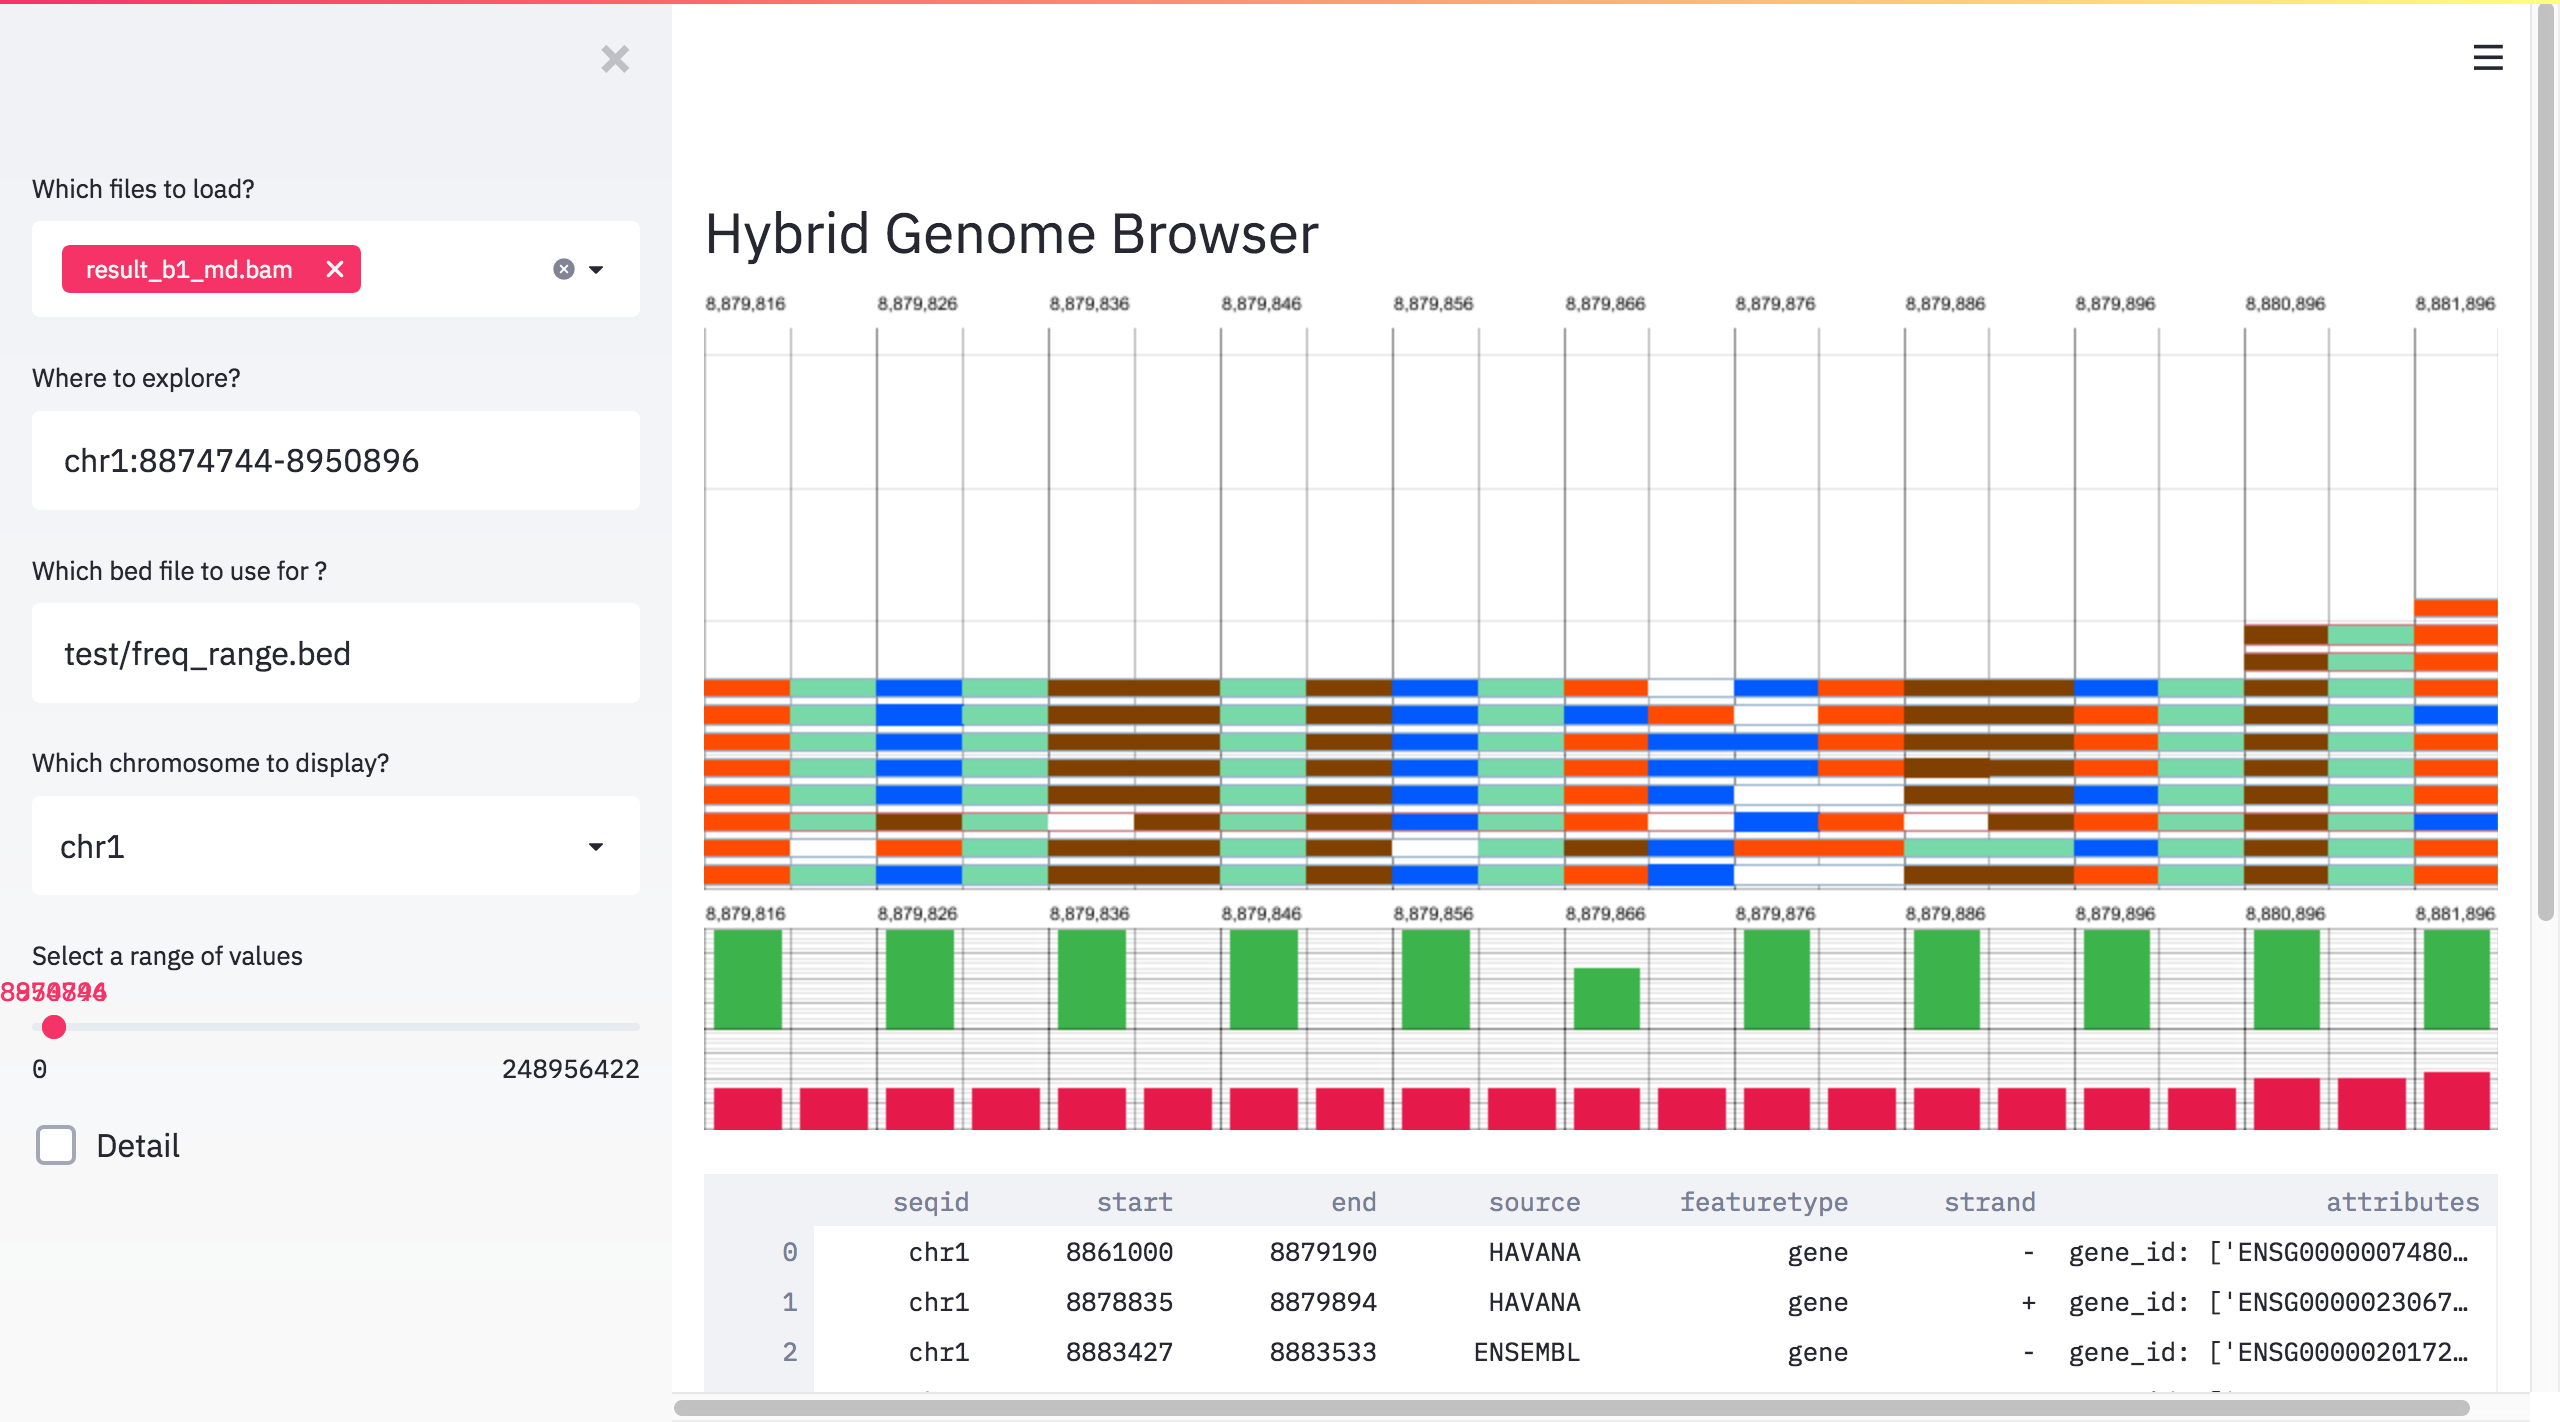 Which files to load?
result_b1_md.bam
Where to explore?
chr1:8874744-8950896
Which bed file to use for ?
test/freq_range.bed
Which chromosome to display?
chr1
Select a range of values
0 248956422
Detail
Hybrid Genome Browser
8,879,816 8,879,826 8,879,836 8,879,846 8,879,856 8,879,866 8,879,876 8,879,886 8,879,896 8,880,896 8,881,896
8,879,816 8,879,826 8,879,836 8,879,846 8,879,856 8,879,866 8,879,876 8,879,886 8,879,896 8,880,896 8,881,896
seqid start end source featuretype strand attributes
0 chr1 8861000 8879190 HAVANA gene - gene_id: ['ENSG0000007480…
1 chr1 8878835 8879894 HAVANA gene + gene_id: ['ENSG0000023067…
2 chr1 8883427 8883533 ENSEMBL gene - gene_id: ['ENSG0000020172…